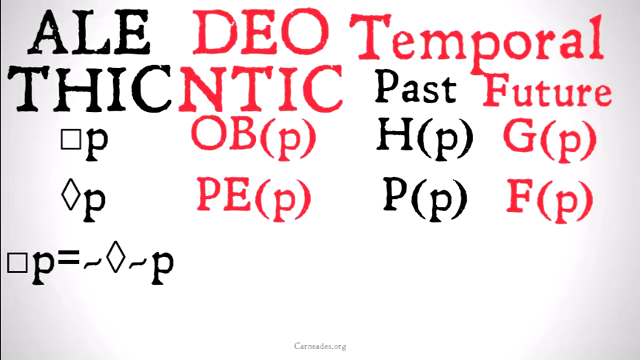 ALE DEO Temporal
THIC NTIC Past Future
□p OB(p) H(p) G(p)
◊p PE(p) P(p) F(p)
□p=~◊~p
Carneades.org